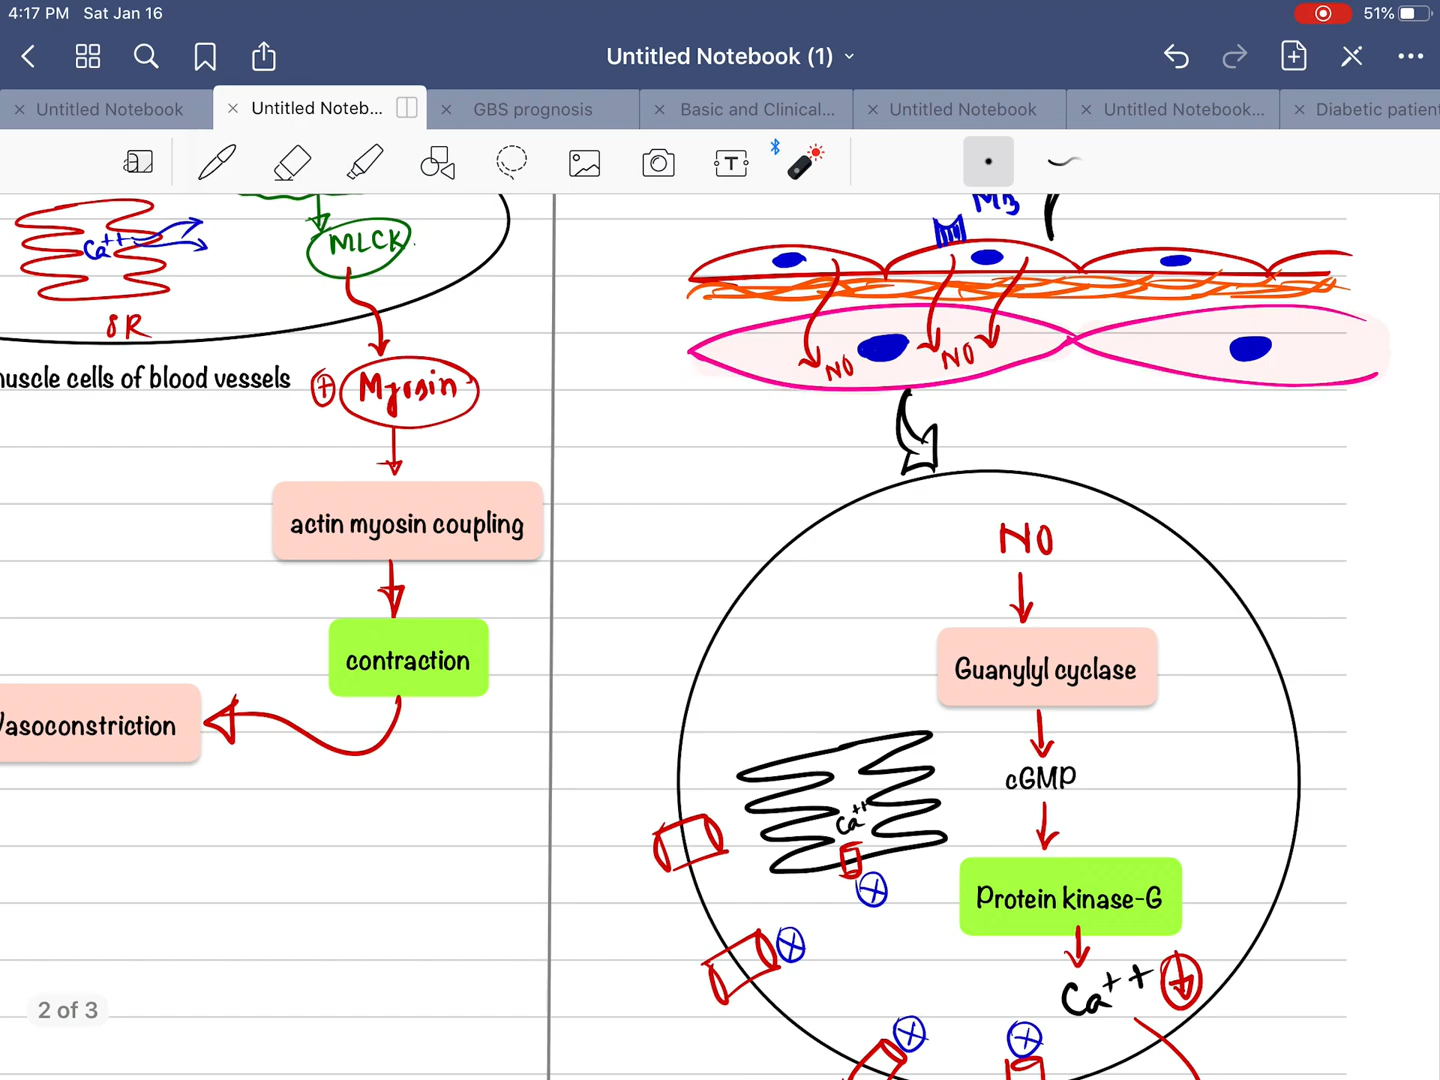 4:17 PM Sat Jan 16
51%
Untitled Notebook (1)
Untitled Notebook
Untitled Noteb...
GBS prognosis
Basic and Clinical...
Untitled Notebook
Untitled Notebook...
Diabetic patient
Ca++
MLCK
SR
muscle cells of blood vessels
+ Myosin
actin myosin coupling
contraction
Vasoconstriction
2 of 3
M3
NO
NO
NO
Guanylyl cyclase
cGMP
Ca++
Protein kinase-G
Ca++